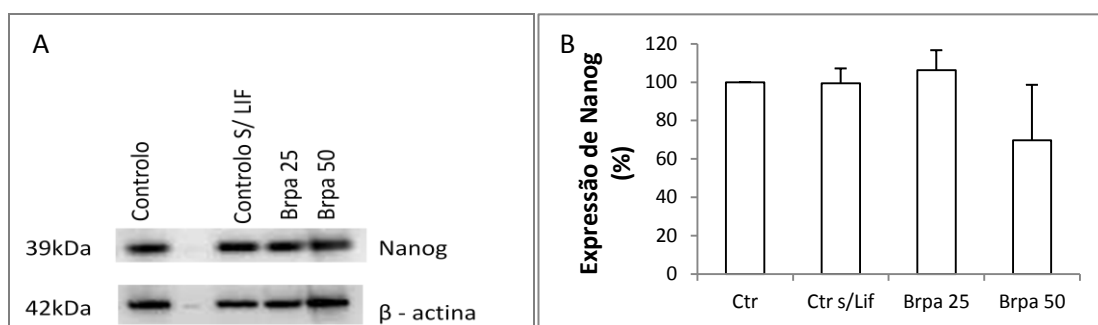 A
Controlo
Controlo S/ LIF
Brpa 25
Brpa 50
39kDa
Nanog
42kDa
β - actina
B
Expressão de Nanog
(%)
120
100
80
60
40
20
0
Ctr
Ctr s/Lif
Brpa 25
Brpa 50